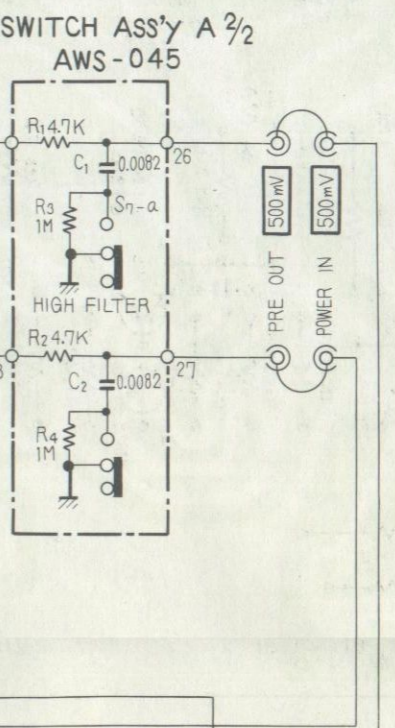 SWITCH ASS'Y A 2/2
AWS-045
R1 4.7K
C1 0.0082 26
R3 1M
S7-a
HIGH FILTER
500mV 500mV
PRE OUT POWER IN
R2 4.7K
C2 0.0082 27
R4 1M